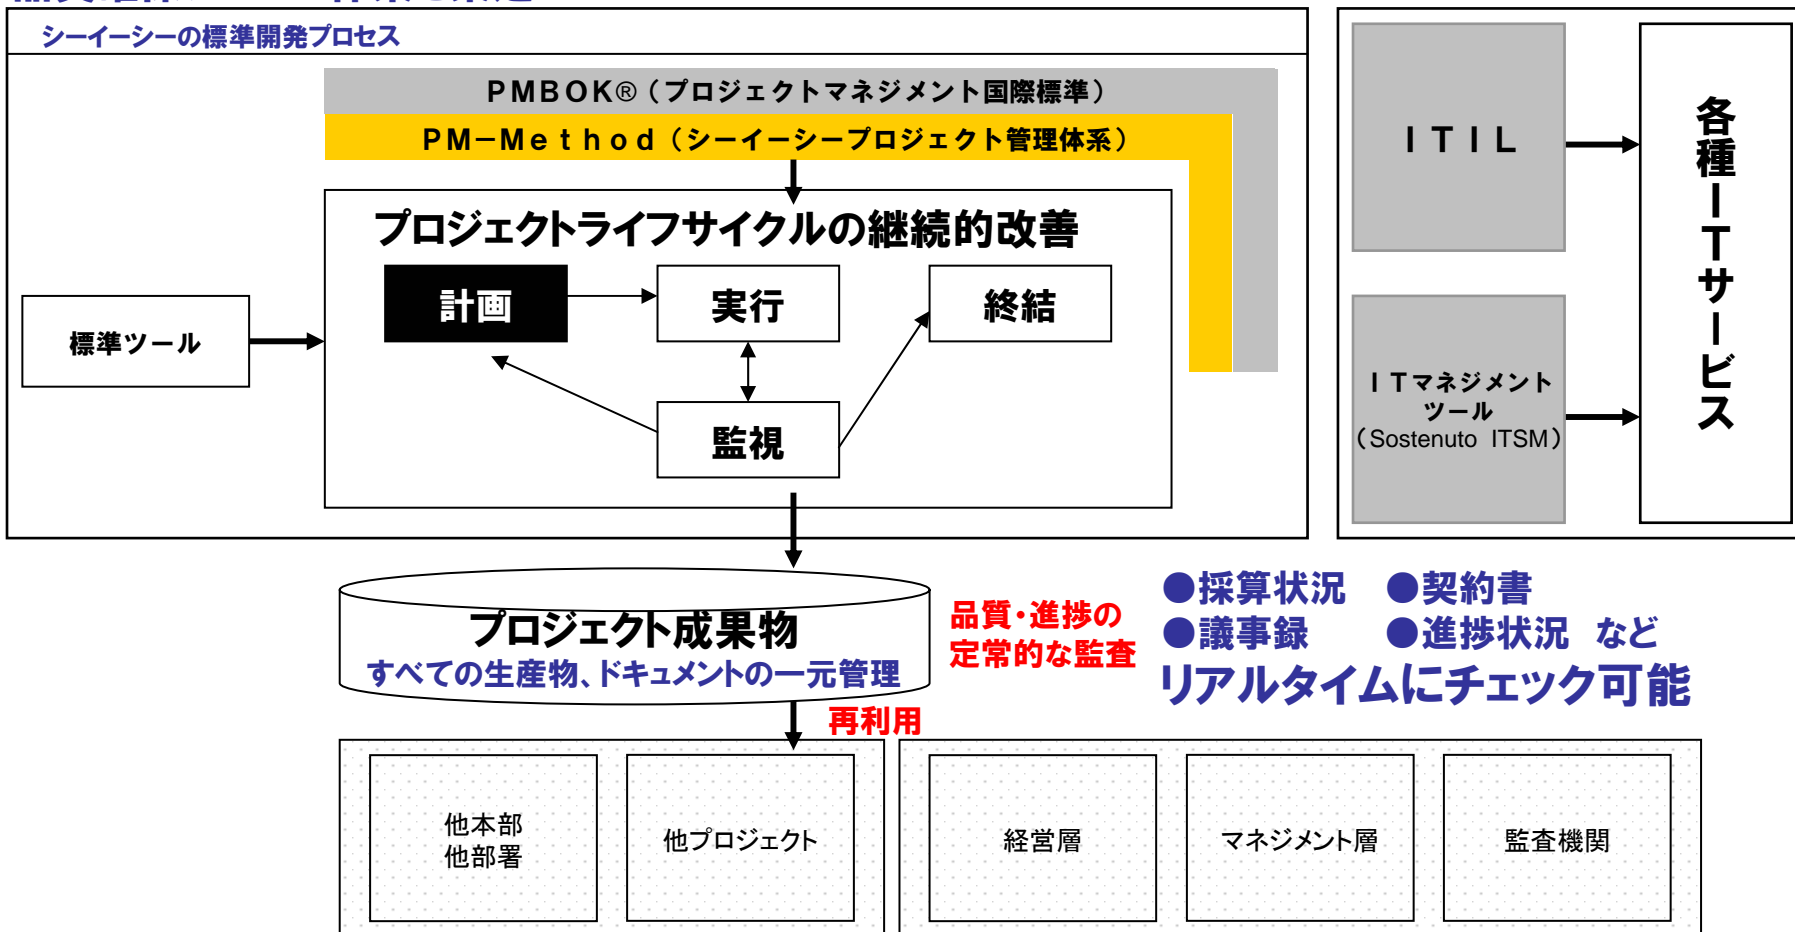 シーイーシーの標準開発プロセス
PMBOK®（プロジェクトマネジメント国際標準）
PM－Method（シーイーシープロジェクト管理体系）
プロジェクトライフサイクルの継続的改善
計画
実行
終結
標準ツール
監視
ITIL
ITマネジメント
ツール
（Sostenuto ITSM）
各種ITサービス
プロジェクト成果物
すべての生産物、ドキュメントの一元管理
品質・進捗の
定常的な監査
●採算状況 ●契約書
●議事録 ●進捗状況 など
リアルタイムにチェック可能
再利用
他本部
他部署
他プロジェクト
経営層
マネジメント層
監査機関